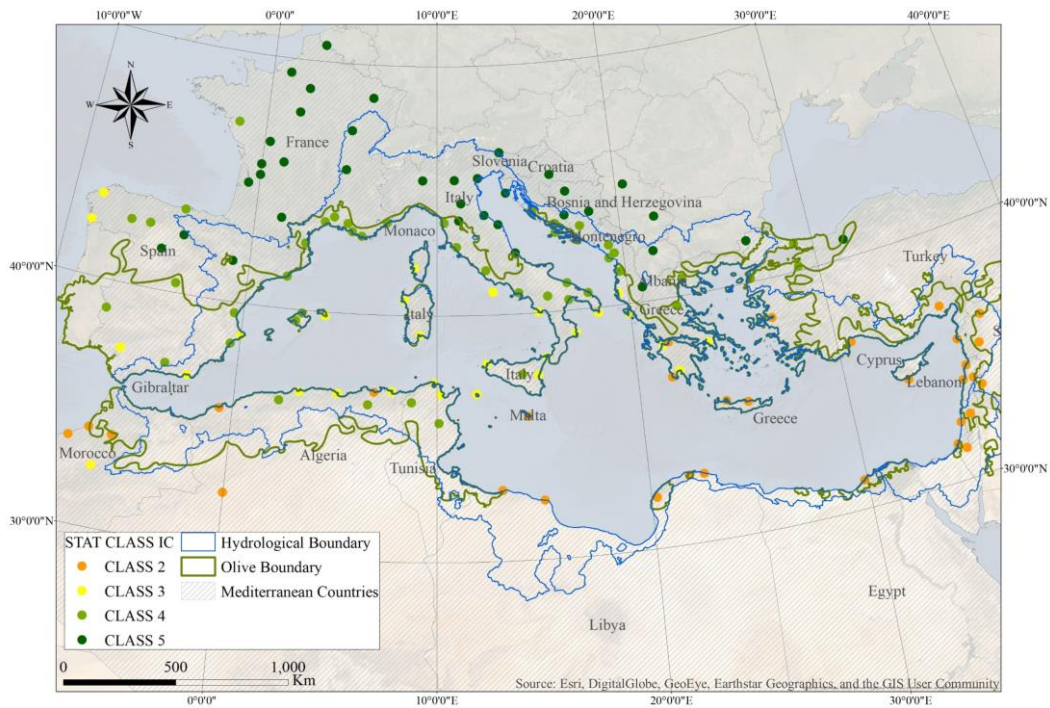 10°0'0"W 0°0'0" 10°0'0"E 20°0'0"E 30°0'0"E 40°0'0"E
N
W E
S
France
Slovenia
Croatia
Italy
Bosnia and Herzegovina
40°0'0"N
Monaco
Montenegro
Spain
Turkey
40°0'0"N
Albania
Italy
Greece
Cyprus
Italy
Gibraltar
Lebanon
Malta
Greece
Morocco
Algeria
Tunisia
30°0'0"N
30°0'0"N
STAT CLASS IC Hydrological Boundary
CLASS 2 Olive Boundary
CLASS 3 Mediterranean Countries
CLASS 4
CLASS 5
Egypt
Libya
0 500 1,000
Km
Source: Esri, DigitalGlobe, GeoEye, Earthstar Geographics, and the GIS User Community
0°0'0" 10°0'0"E 20°0'0"E 30°0'0"E